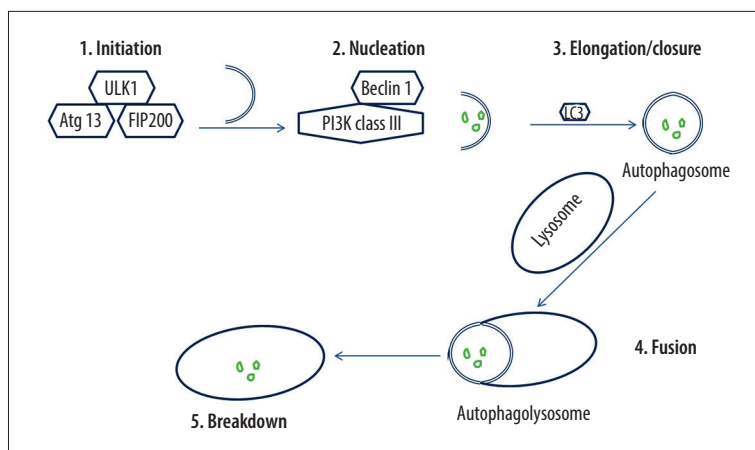 1. Initiation
2. Nucleation
3. Elongation/closure
ULK1
Atg 13
FIP200
Beclin 1
PI3K class III
LC3
Autophagosome
Lysosome
4. Fusion
Autophagolysosome
5. Breakdown